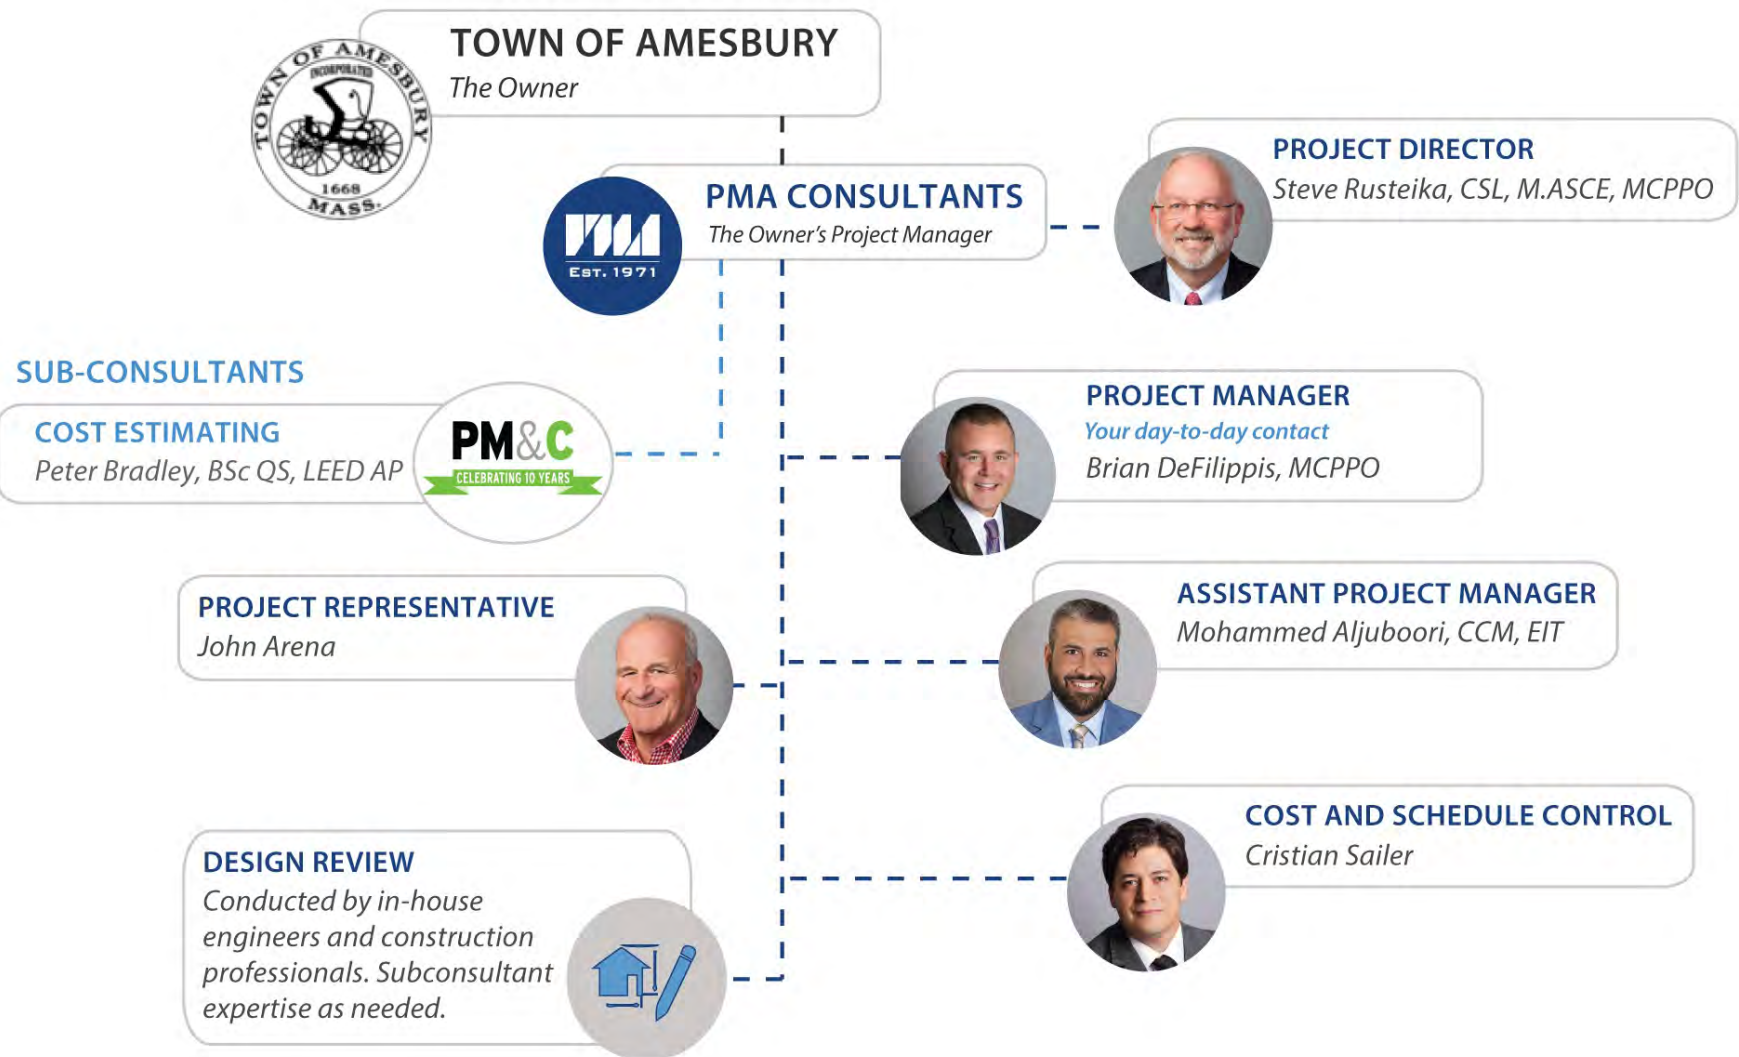 TOWN OF AMESBURY
The Owner
TOWN OF AMESBURY
INCORPORATED
1668
MASS.
PMA CONSULTANTS
The Owner's Project Manager
PMA
EST. 1971
PROJECT DIRECTOR
Steve Rusteika, CSL, M.ASCE, MCPPO
SUB-CONSULTANTS
COST ESTIMATING
Peter Bradley, BSc QS, LEED AP
PM&C
CELEBRATING 10 YEARS
PROJECT MANAGER
Your day-to-day contact
Brian DeFilippis, MCPPO
PROJECT REPRESENTATIVE
John Arena
ASSISTANT PROJECT MANAGER
Mohammed Aljuboori, CCM, EIT
COST AND SCHEDULE CONTROL
Cristian Sailer
DESIGN REVIEW
Conducted by in-house
engineers and construction
professionals. Subconsultant
expertise as needed.